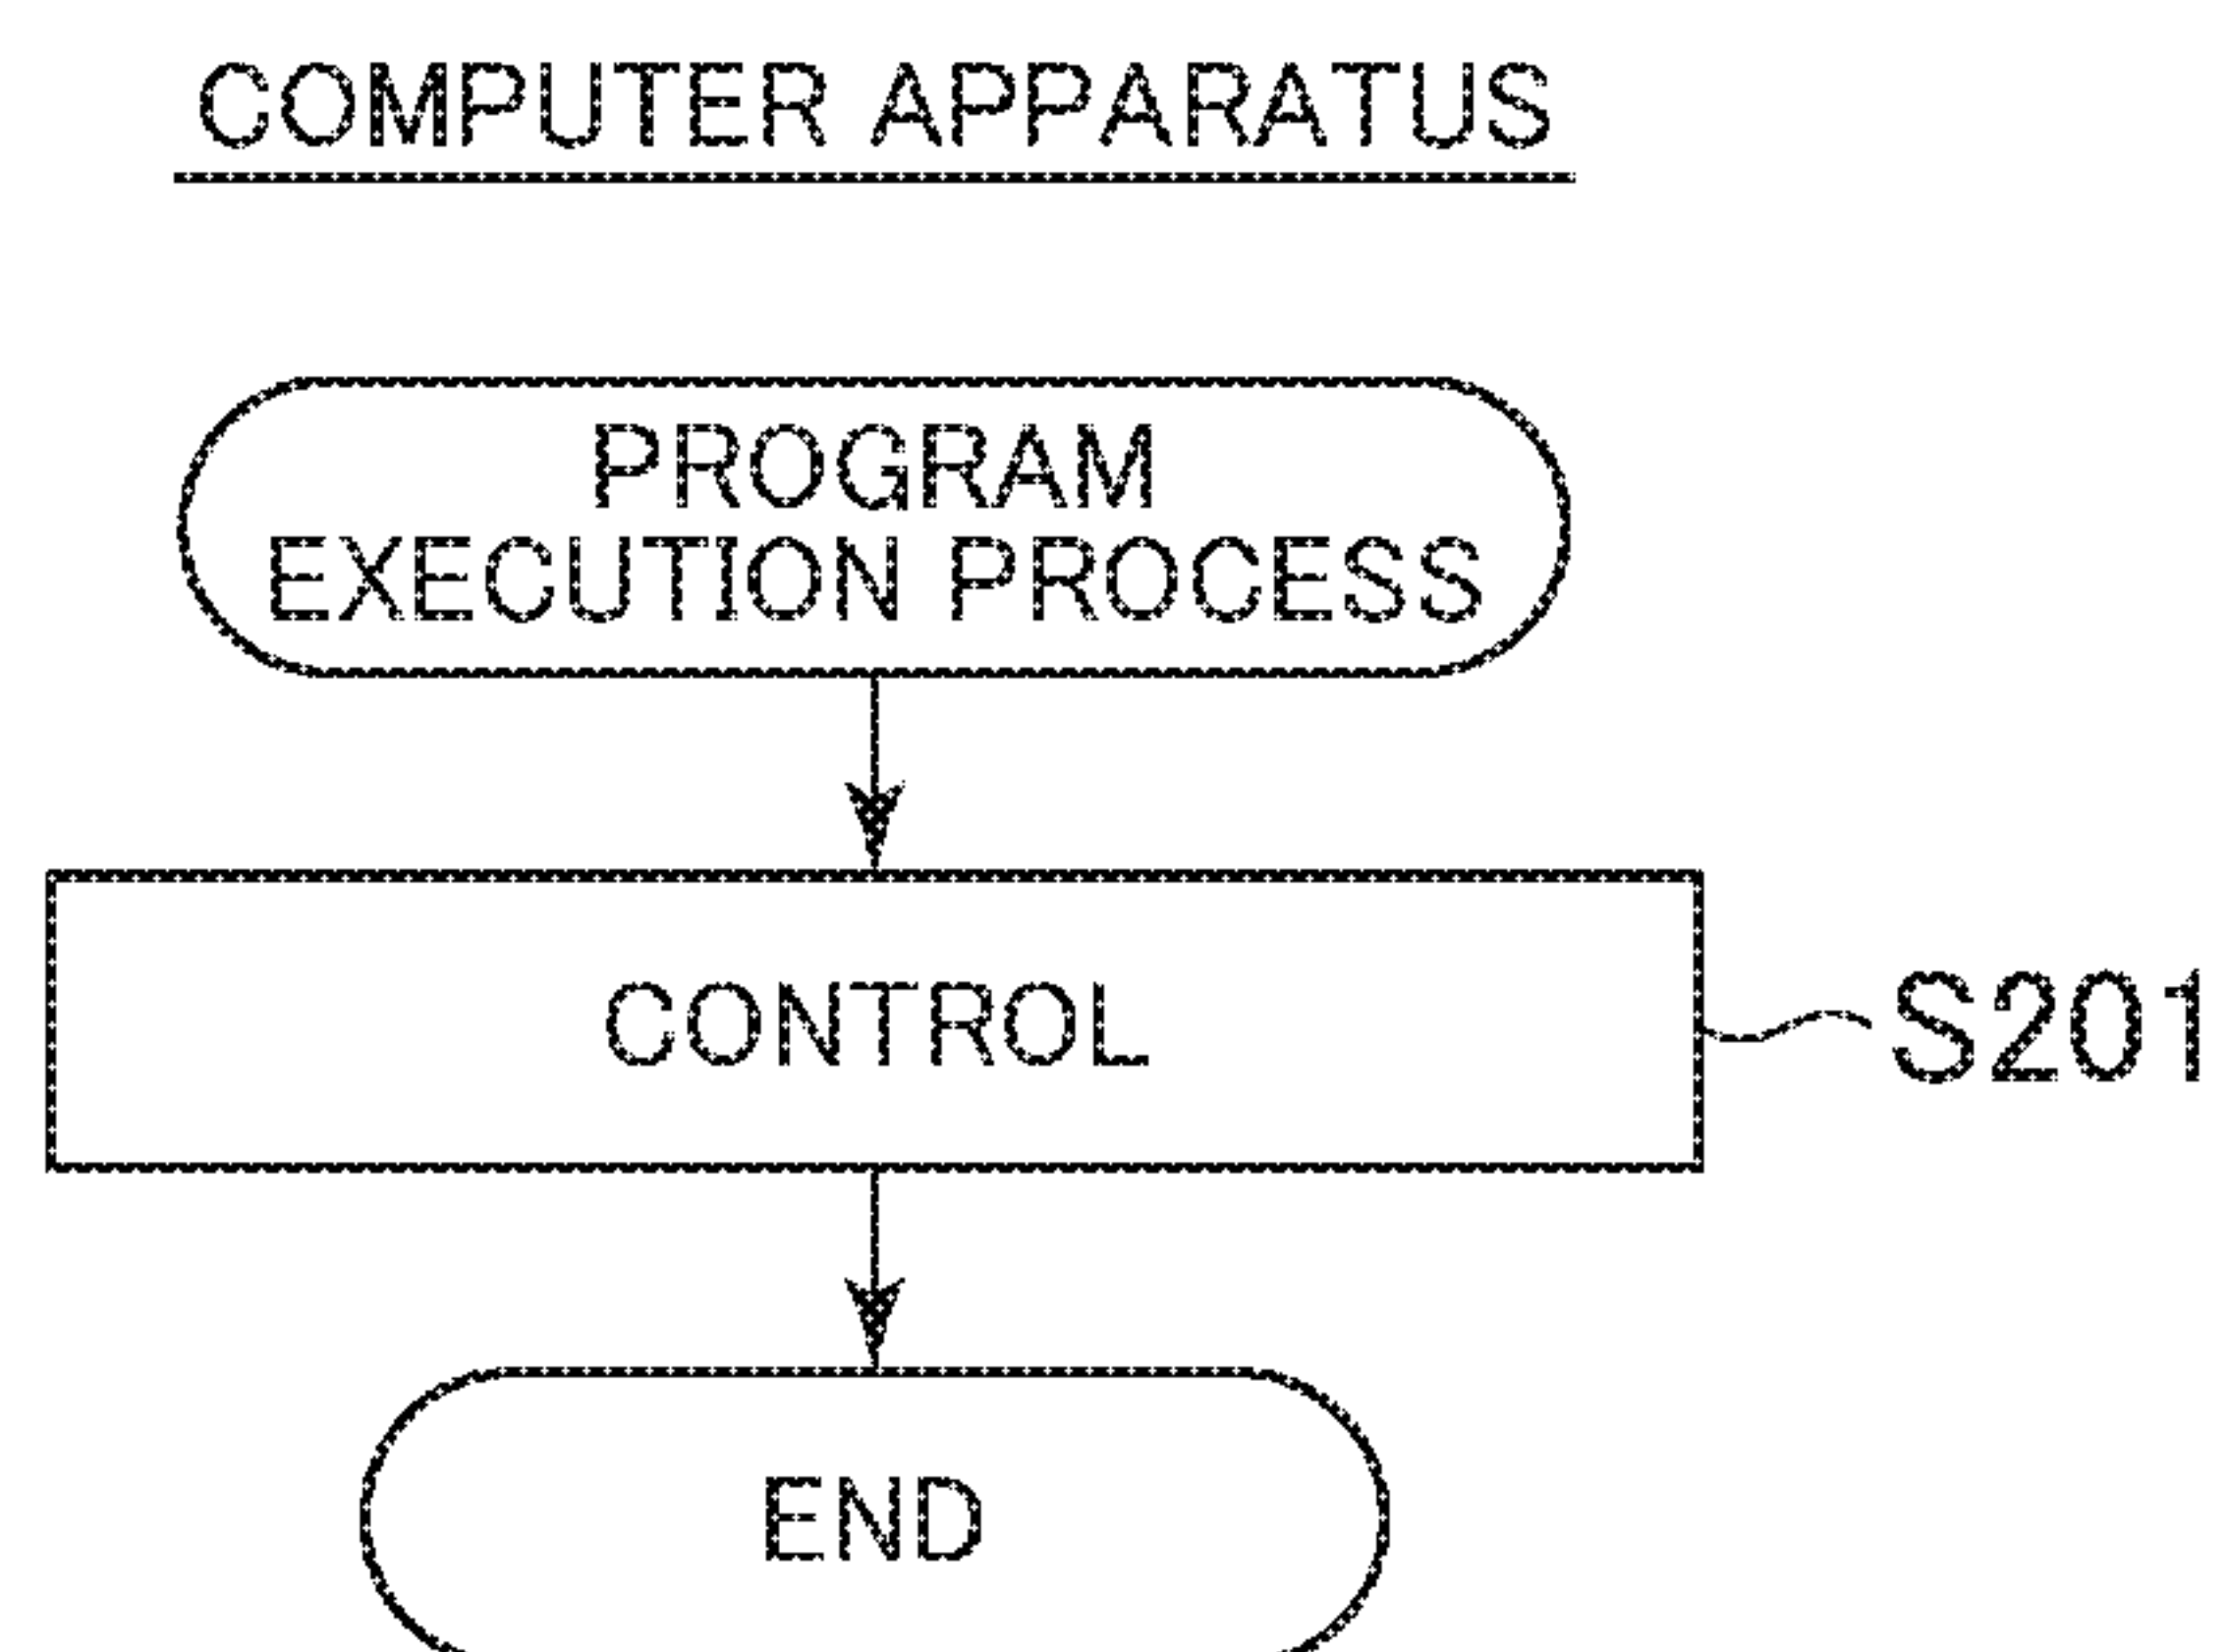 COMPUTER APPARATUS
PROGRAM
EXECUTION PROCESS
CONTROL
S201
END